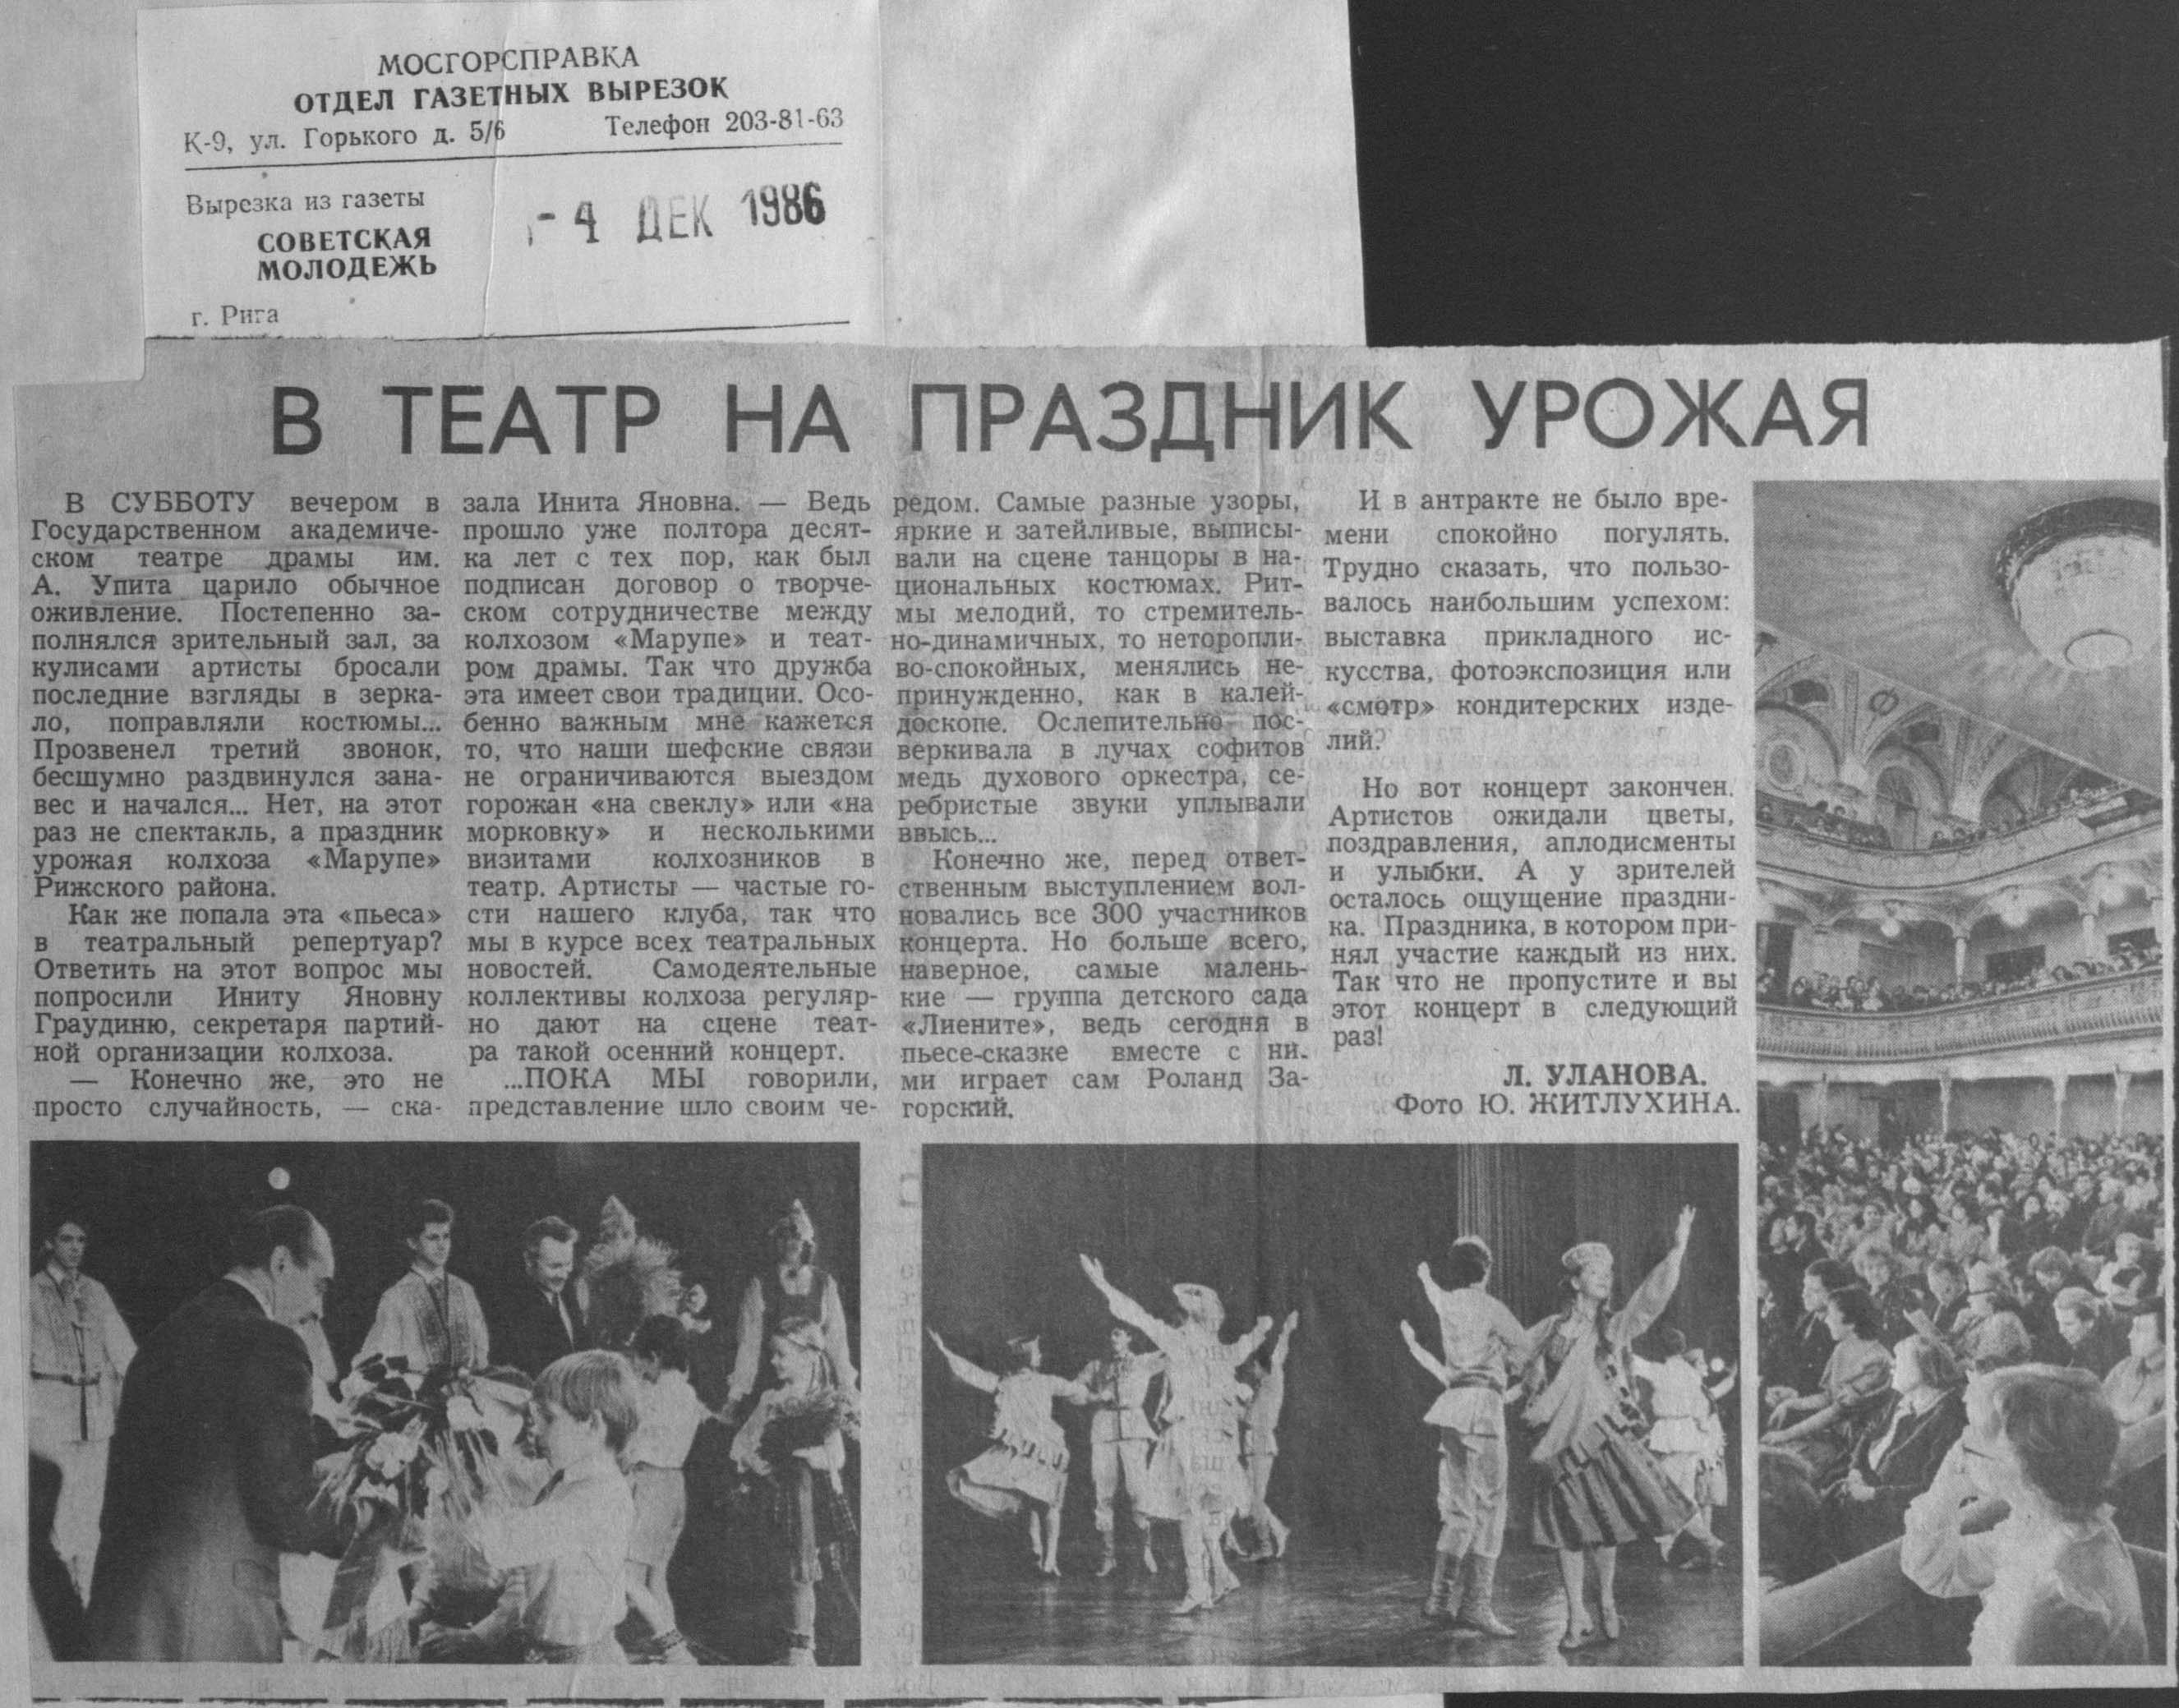 МОСГОРСПРАВКА
ОТДЕЛ ГАЗЕТНЫХ ВЫРЕЗОК
К-9, ул. Горького д. 5/6 Телефон 203-81-63
Вырезка из газеты
СОВЕТСКАЯ
МОЛОДЕЖЬ
- 4 ДЕК 1986
г. Рига
В ТЕАТР НА ПРАЗДНИК УРОЖАЯ
В СУББОТУ вечером в
Государственном академиче-
ском театре драмы им.
А. Упита царило обычное
оживление. Постепенно за-
полнялся зрительный зал, за
кулисами артисты бросали
последние взгляды в зерка-
ло, поправляли костюмы...
Прозвенел третий звонок,
бесшумно раздвинулся зана-
вес и начался... Нет, на этот
раз не спектакль, а праздник
урожая колхоза «Марупе»
Рижского района.
Как же попала эта «пьеса»
в театральный репертуар?
Ответить на этот вопрос мы
попросили Иниту Яновну
Граудиню, секретаря партий-
ной организации колхоза.
— Конечно же, это не
просто случайность, — ска-
зала Инита Яновна. — Ведь
прошло уже полтора десят-
ка лет с тех пор, как был
подписан договор о творче-
ском сотрудничестве между
колхозом «Марупе» и теат-
ром драмы. Так что дружба
эта имеет свои традиции. Осо-
бенно важным мне кажется
то, что наши шефские связи
не ограничиваются выездом
горожан «на свеклу» или «на
морковку» и несколькими
визитами колхозников в
театр. Артисты — частые го-
сти нашего клуба, так что
мы в курсе всех театральных
новостей. Самодеятельные
коллективы колхоза регуляр-
но дают на сцене теат-
ра такой осенний концерт.
...ПОКА МЫ говорили,
представление шло своим че-
редом. Самые разные узоры,
яркие и затейливые, выписы-
вали на сцене танцоры в на-
циональных костюмах. Рит-
мы мелодий, то стремитель-
но-динамичных, то неторопли-
во-спокойных, менялись не-
принужденно, как в калей-
доскопе. Ослепительно пос-
веркивала в лучах софитов
медь духового оркестра, се-
ребристые звуки уплывали
ввысь...
Конечно же, перед ответ-
ственным выступлением вол-
новались все 300 участников
концерта. Но больше всего,
наверное, самые малень-
кие — группа детского сада
«Лиените», ведь сегодня в
пьесе-сказке вместе с ни-
ми играет сам Роланд За-
горский.
И в антракте не было вре-
мени спокойно погулять.
Трудно сказать, что пользо-
валось наибольшим успехом:
выставка прикладного ис-
кусства, фотоэкспозиция или
«смотр» кондитерских изде-
лий.
Но вот концерт закончен.
Артистов ожидали цветы,
поздравления, аплодисменты
и улыбки. А у зрителей
осталось ощущение праздни-
ка. Праздника, в котором при-
нял участие каждый из них.
Так что не пропустите и вы
этот концерт в следующий
раз!
Л. УЛАНОВА.
Фото Ю. ЖИТЛУХИНА.